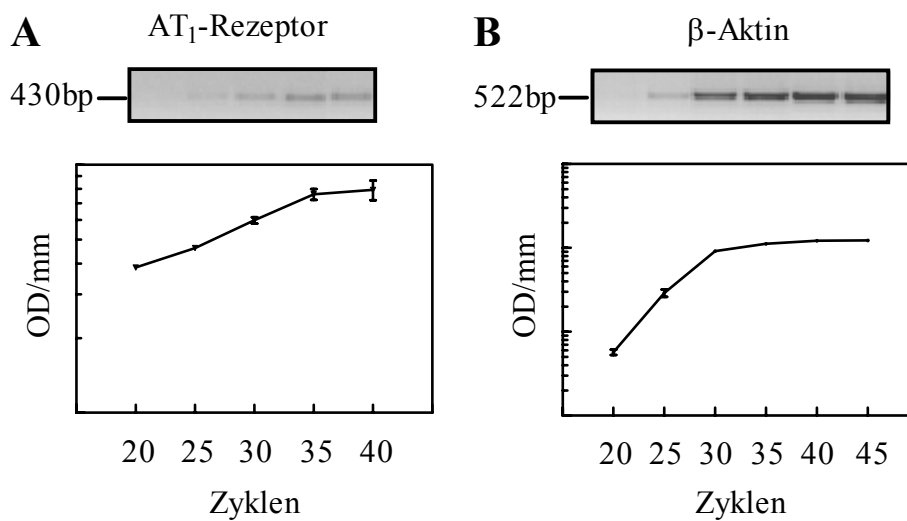 A AT₁-Rezeptor
430bp
OD/mm
20 25 30 35 40
Zyklen
B β-Aktin
522bp
OD/mm
20 25 30 35 40 45
Zyklen